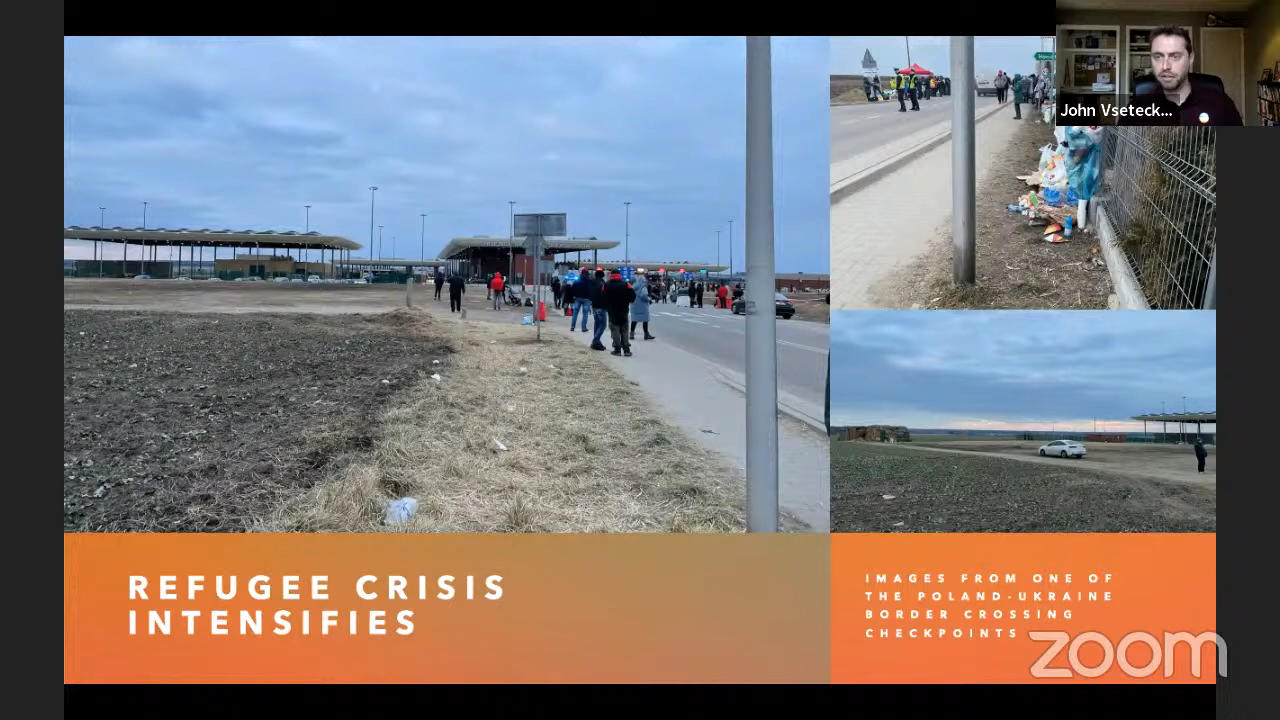 John Vseteck...
REFUGEE CRISIS
INTENSIFIES
IMAGES FROM ONE OF
THE POLAND-UKRAINE
BORDER CROSSING
CHECKPOINTS
zoom